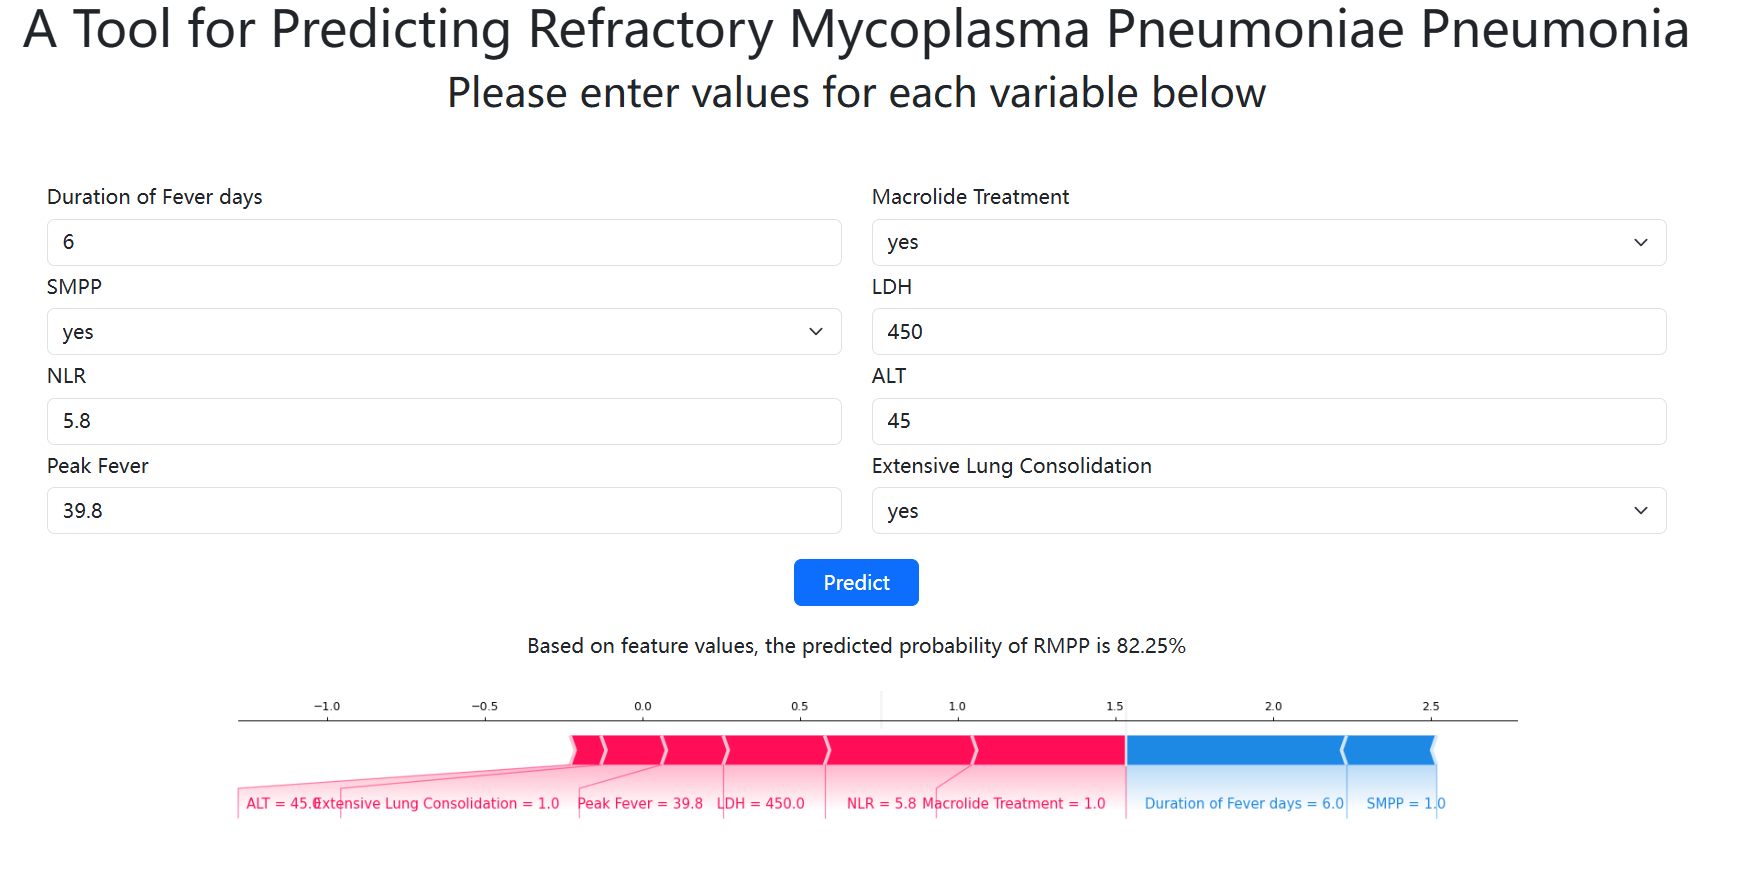 A Tool for Predicting Refractory Mycoplasma Pneumoniae Pneumonia
Please enter values for each variable below
Duration of Fever days
6
Macrolide Treatment
yes
SMPP
yes
LDH
450
NLR
5.8
ALT
45
Peak Fever
39.8
Extensive Lung Consolidation
yes
Predict
Based on feature values, the predicted probability of RMPP is 82.25%
−1.0 −0.5 0.0 0.5 1.0 1.5 2.0 2.5
ALT = 45.0 Extensive Lung Consolidation = 1.0 Peak Fever = 39.8 LDH = 450.0 NLR = 5.8 Macrolide Treatment = 1.0 Duration of Fever days = 6.0 SMPP = 1.0